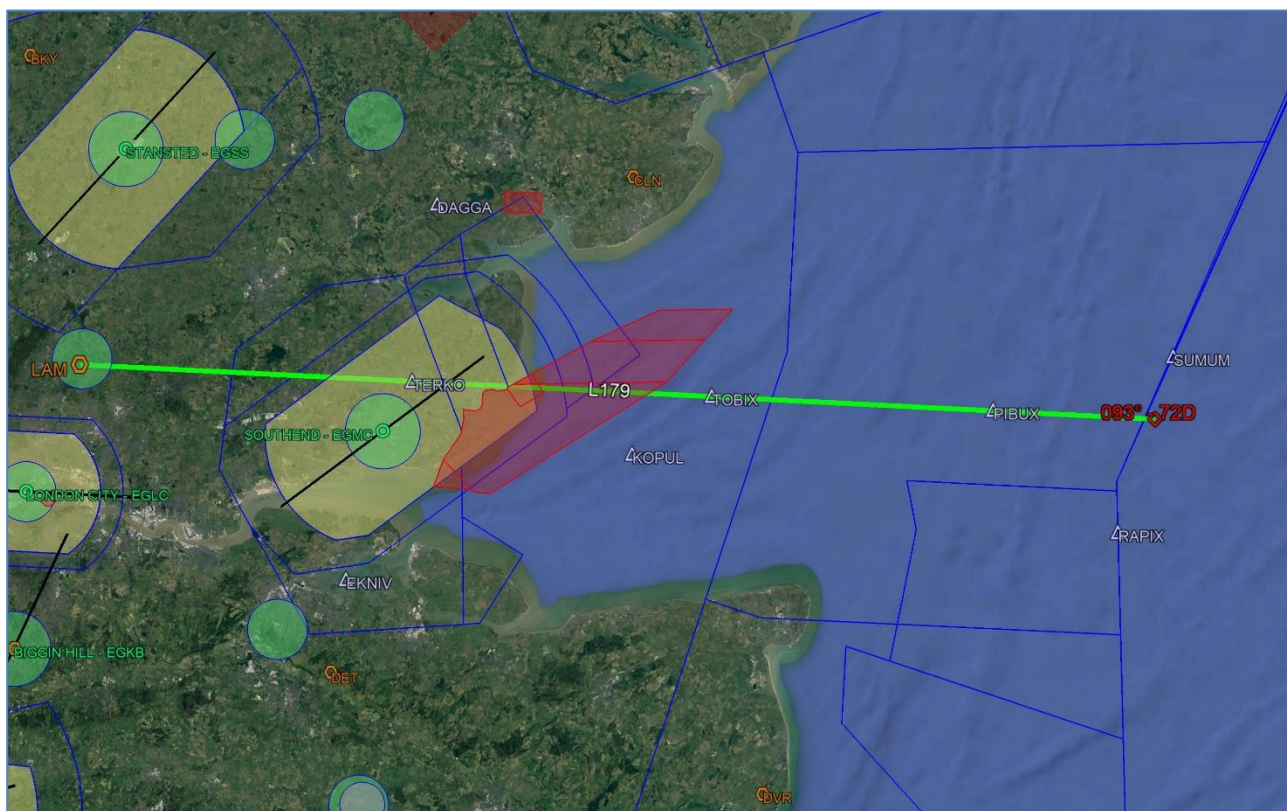 BKY
STANSTED - EGSS
CLN
DAGGA
SUMUM
LAM
TERKO
L179
TOBIX
PIBUX
093° - 72D
SOUTHEND - EGMC
KOPUL
LONDON CITY - EGLC
RAPIX
EKNIV
BIGGIN HILL - EGKB
DET
DVR